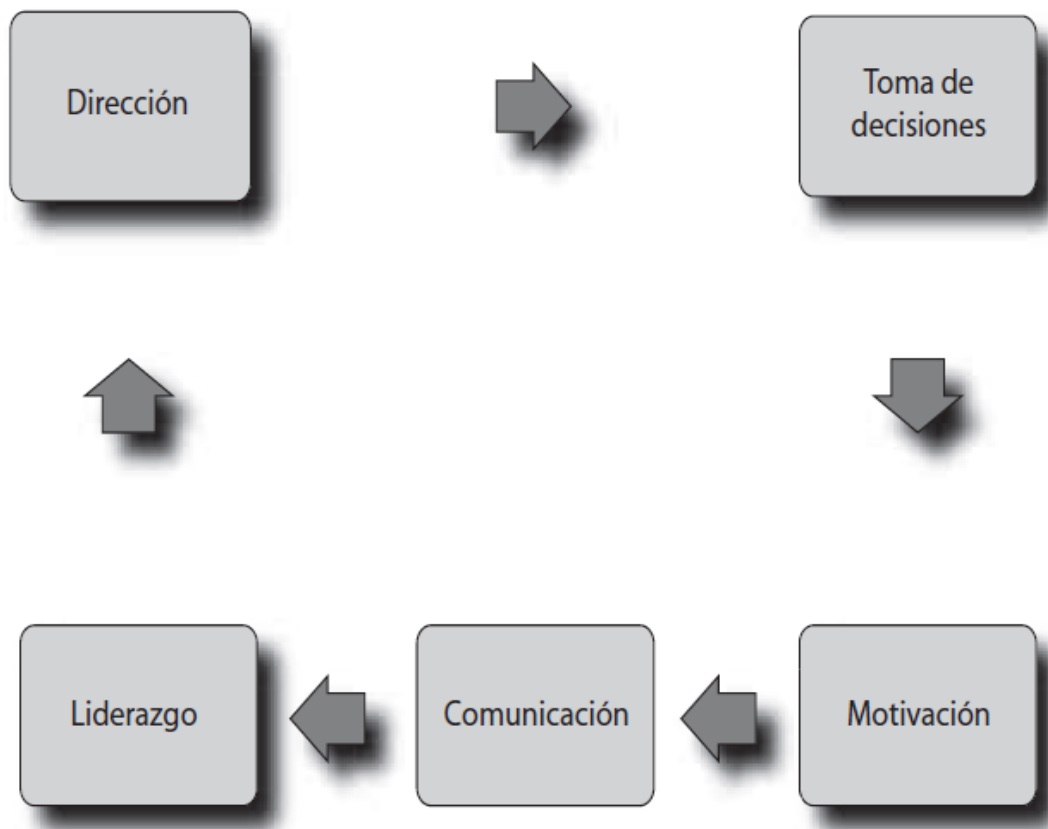 Dirección
Toma de
decisiones
Liderazgo
Comunicación
Motivación